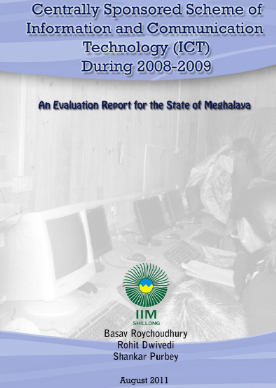 Centrally Sponsored Scheme of
Information and Communication
Technology (ICT)
During 2008-2009
An Evaluation Report for the State of Meghalaya
IIM
SHILLONG
Basav Roychoudhury
Rohit Dwivedi
Shankar Purbey
August 2011